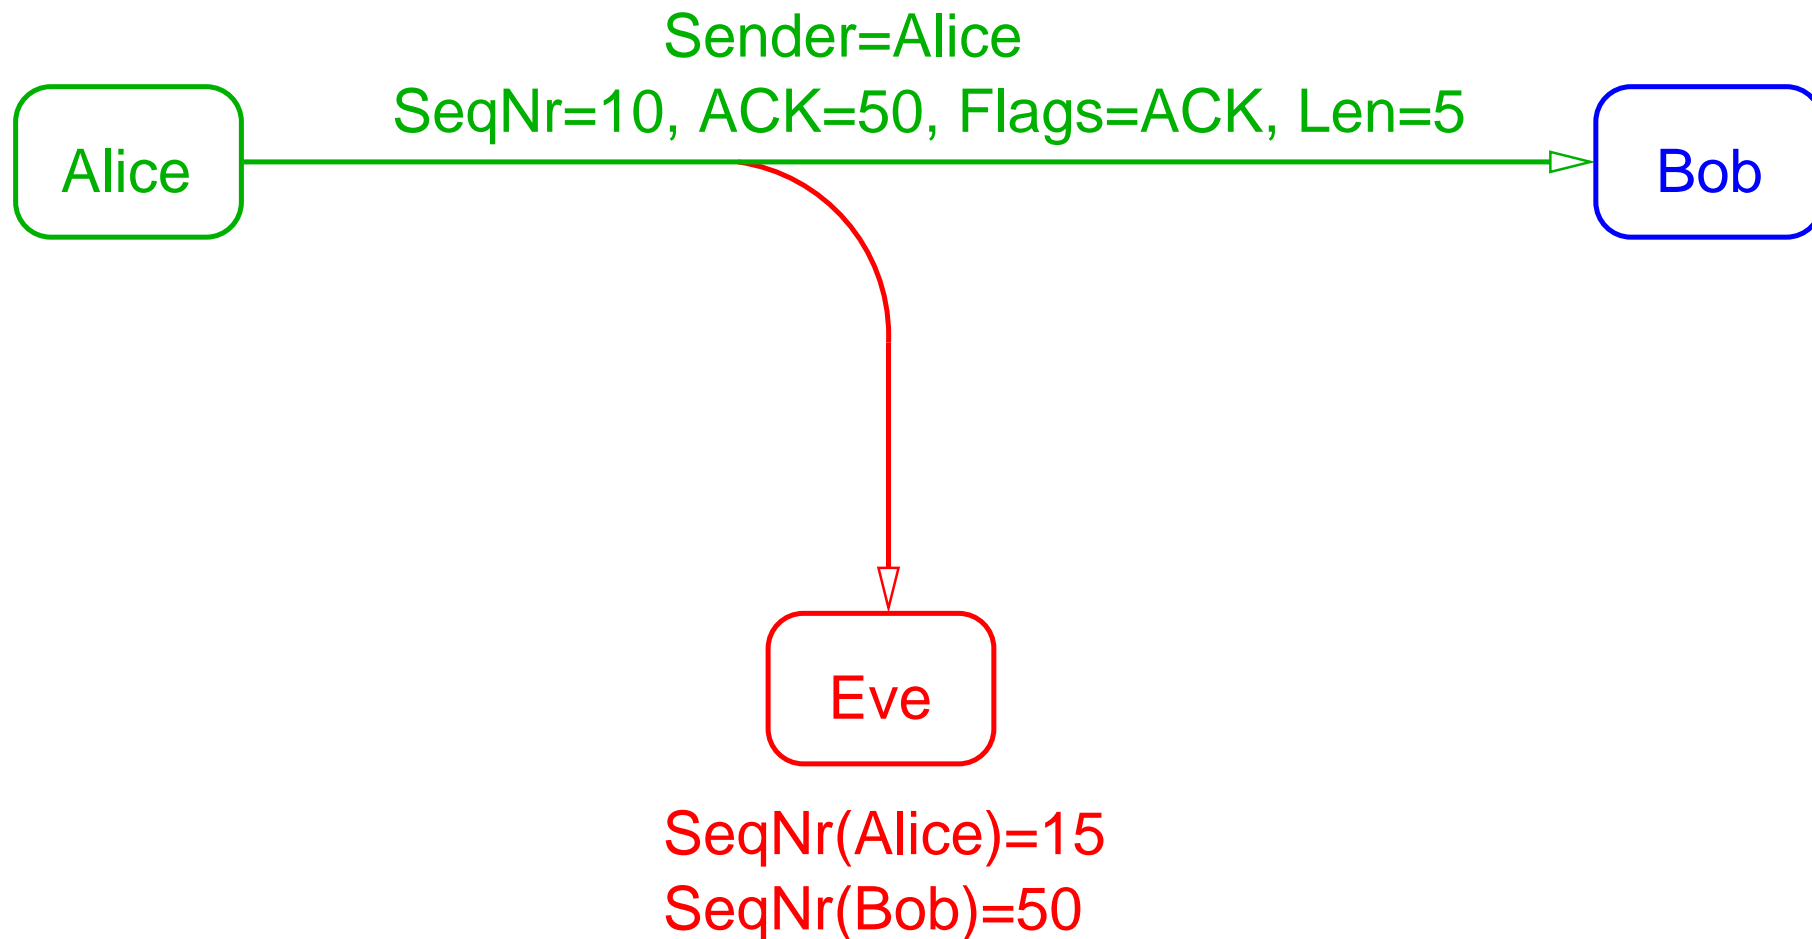 Sender=Alice
SeqNr=10, ACK=50, Flags=ACK, Len=5
Alice
Bob
Eve
SeqNr(Alice)=15
SeqNr(Bob)=50